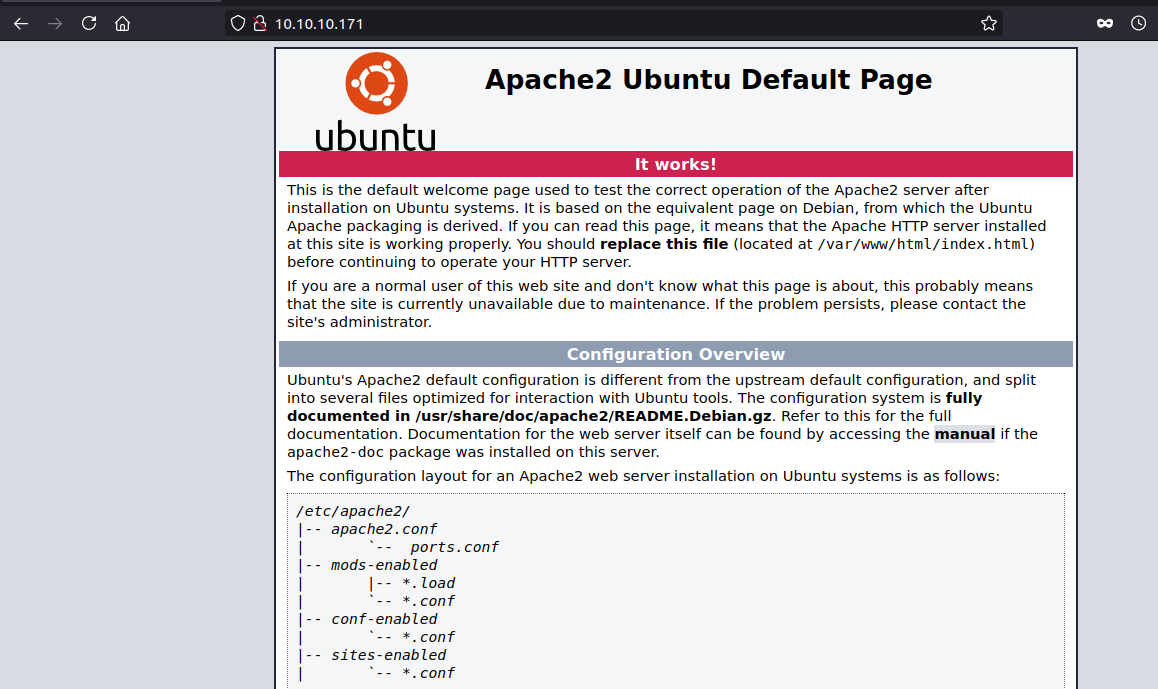 10.10.10.171
Apache2 Ubuntu Default Page
ubuntu
It works!
This is the default welcome page used to test the correct operation of the Apache2 server after
installation on Ubuntu systems. It is based on the equivalent page on Debian, from which the Ubuntu
Apache packaging is derived. If you can read this page, it means that the Apache HTTP server installed
at this site is working properly. You should replace this file (located at /var/www/html/index.html)
before continuing to operate your HTTP server.
If you are a normal user of this web site and don't know what this page is about, this probably means
that the site is currently unavailable due to maintenance. If the problem persists, please contact the
site's administrator.
Configuration Overview
Ubuntu's Apache2 default configuration is different from the upstream default configuration, and split
into several files optimized for interaction with Ubuntu tools. The configuration system is fully
documented in /usr/share/doc/apache2/README.Debian.gz. Refer to this for the full
documentation. Documentation for the web server itself can be found by accessing the manual if the
apache2-doc package was installed on this server.
The configuration layout for an Apache2 web server installation on Ubuntu systems is as follows:
/etc/apache2/
|-- apache2.conf
|       `--  ports.conf
|-- mods-enabled
|       |-- *.load
|       `-- *.conf
|-- conf-enabled
|       `-- *.conf
|-- sites-enabled
|       `-- *.conf